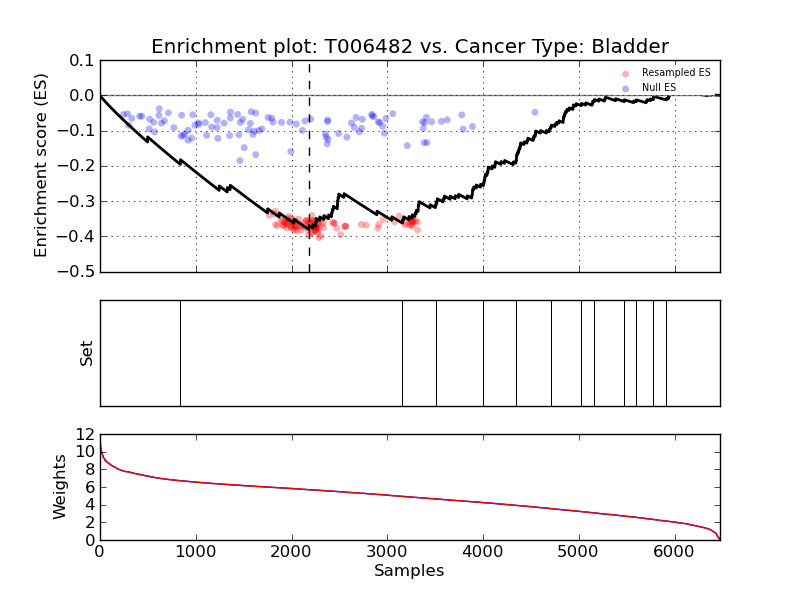 Enrichment plot: T006482 vs. Cancer Type: Bladder
Enrichment score (ES)
0.1
0.0
−0.1
−0.2
−0.3
−0.4
−0.5
Resampled ES
Null ES
Set
Weights
12
10
8
6
4
2
0
0 1000 2000 3000 4000 5000 6000
Samples